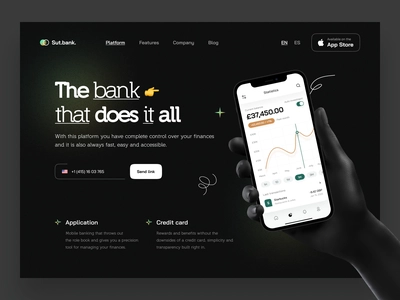 Sut.bank.
Platform
Features
Company
Blog
EN
ES
Available on the
App Store
The bank 👉
that does it all
With this platform you have complete control over your finances
and it is also always fast, easy and accessible.
+1 (415) 16 03 765
Send link
Statistics
£37,450.00
Application
Mobile banking that thrives out
the rule book and gives you a precision
tool for managing your finances.
Credit card
Rewards and benefits without the
downsides of a credit card; simplicity and
transparency built right in.